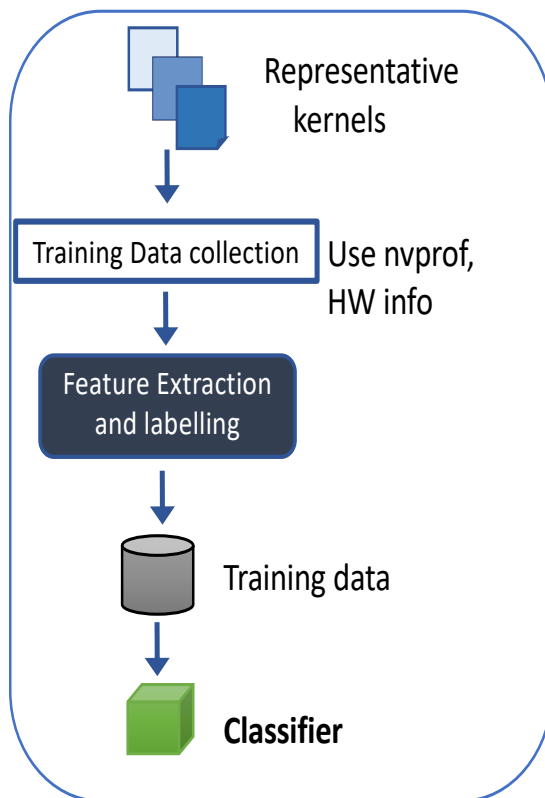 Representative
kernels
Training Data collection
Use nvprof,
HW info
Feature Extraction
and labelling
Training data
Classifier